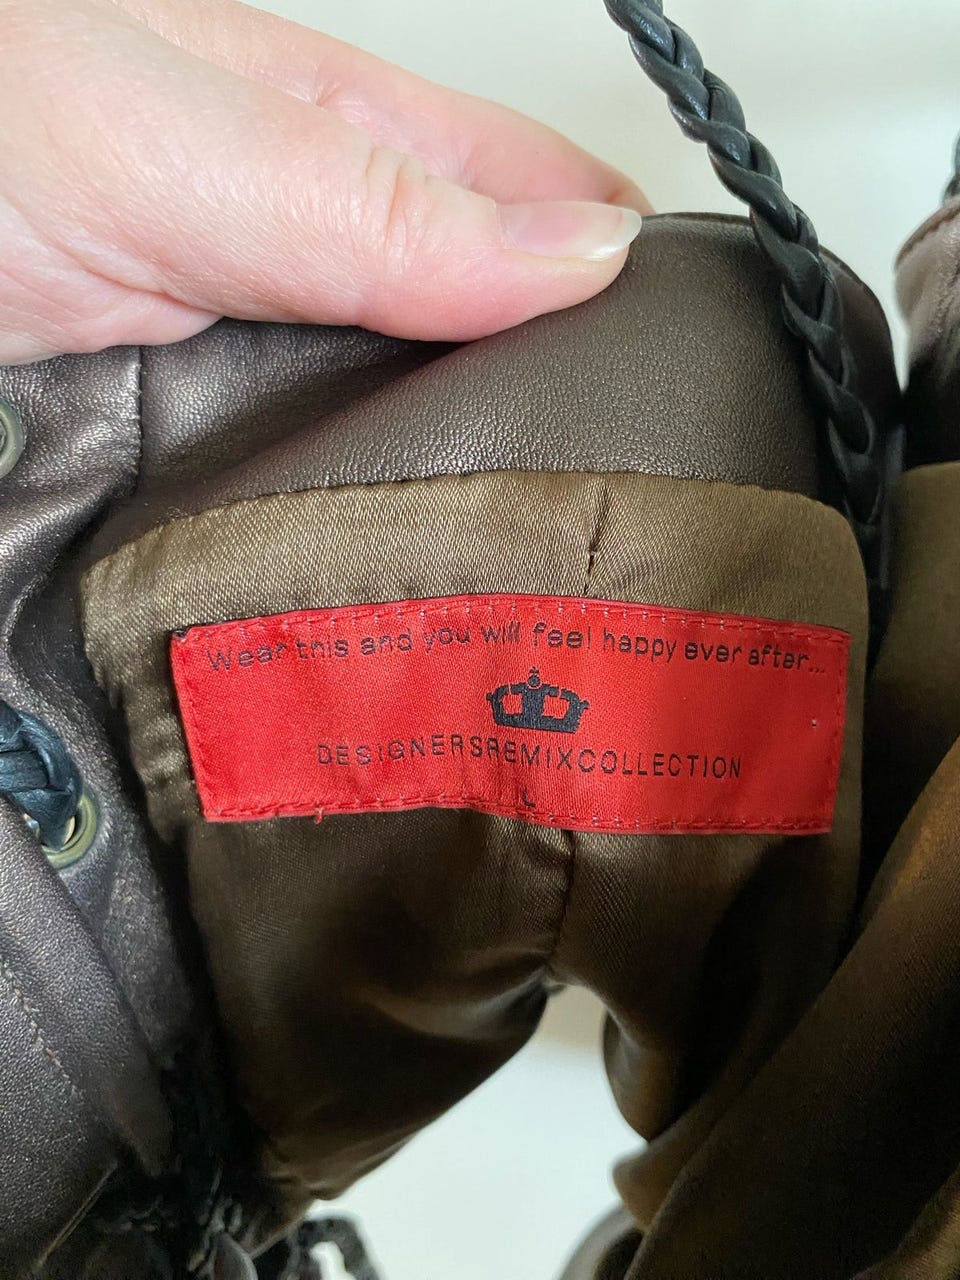 Wear this and you will feel happy ever after...
DESIGNERSREMIXCOLLECTION
L